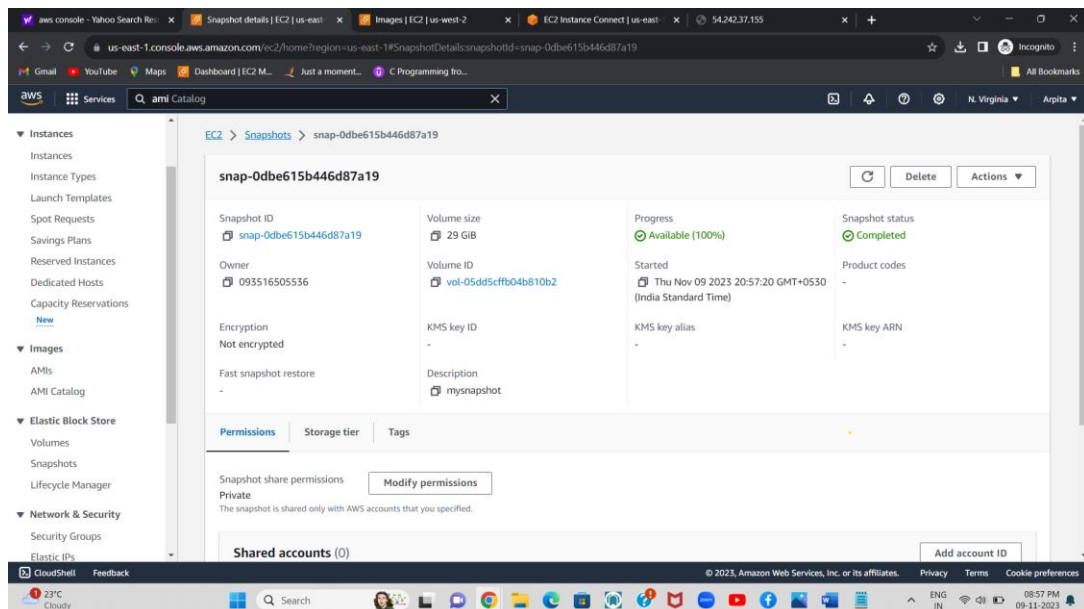 aws console - Yahoo Search Res
Snapshot details | EC2 | us-east-
Images | EC2 | us-west-2
EC2 Instance Connect | us-east-
54.242.37.155
us-east-1.console.aws.amazon.com/ec2/home?region=us-east-1#SnapshotDetails:snapshotId=snap-0dbe615b446d87a19
Incognito
Gmail YouTube Maps Dashboard | EC2 M... Just a moment... C Programming fro... All Bookmarks
aws Services ami Catalog N. Virginia ▼ Arpita ▼
Instances
Instances
Instance Types
Launch Templates
Spot Requests
Savings Plans
Reserved Instances
Dedicated Hosts
Capacity Reservations
New
Images
AMIs
AMI Catalog
Elastic Block Store
Volumes
Snapshots
Lifecycle Manager
Network & Security
Security Groups
Elastic IPs
EC2 > Snapshots > snap-0dbe615b446d87a19
snap-0dbe615b446d87a19
Delete Actions ▼
Snapshot ID
snap-0dbe615b446d87a19
Volume size
29 GiB
Progress
Available (100%)
Snapshot status
Completed
Owner
093516505536
Volume ID
vol-05dd5cffb04b810b2
Started
Thu Nov 09 2023 20:57:20 GMT+0530
(India Standard Time)
Product codes
-
Encryption
Not encrypted
KMS key ID
-
KMS key alias
-
KMS key ARN
-
Fast snapshot restore
-
Description
mysnapshot
Permissions Storage tier Tags
Snapshot share permissions
Private
The snapshot is shared only with AWS accounts that you specified.
Modify permissions
Shared accounts (0)
Add account ID
CloudShell Feedback © 2023, Amazon Web Services, Inc. or its affiliates. Privacy Terms Cookie preferences
23°C
Cloudy
Search
ENG
IN
08:57 PM
09-11-2023